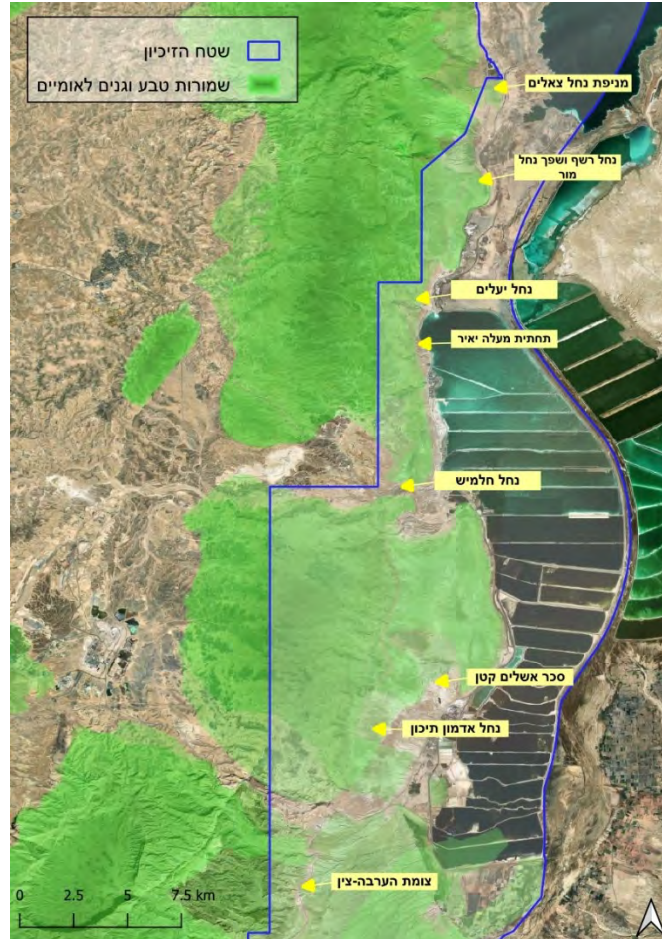 שטח הזיכיון
שמורות טבע וגנים לאומיים
מניפת נחל צאלים
נחל רשף ושפך נחל
מור
נחל יעלים
תחתית מעלה יאיר
נחל חלמיש
סכר אשלים קטן
נחל אדמון תיכון
צומת הערבה-צין
0 2.5 5 7.5 km